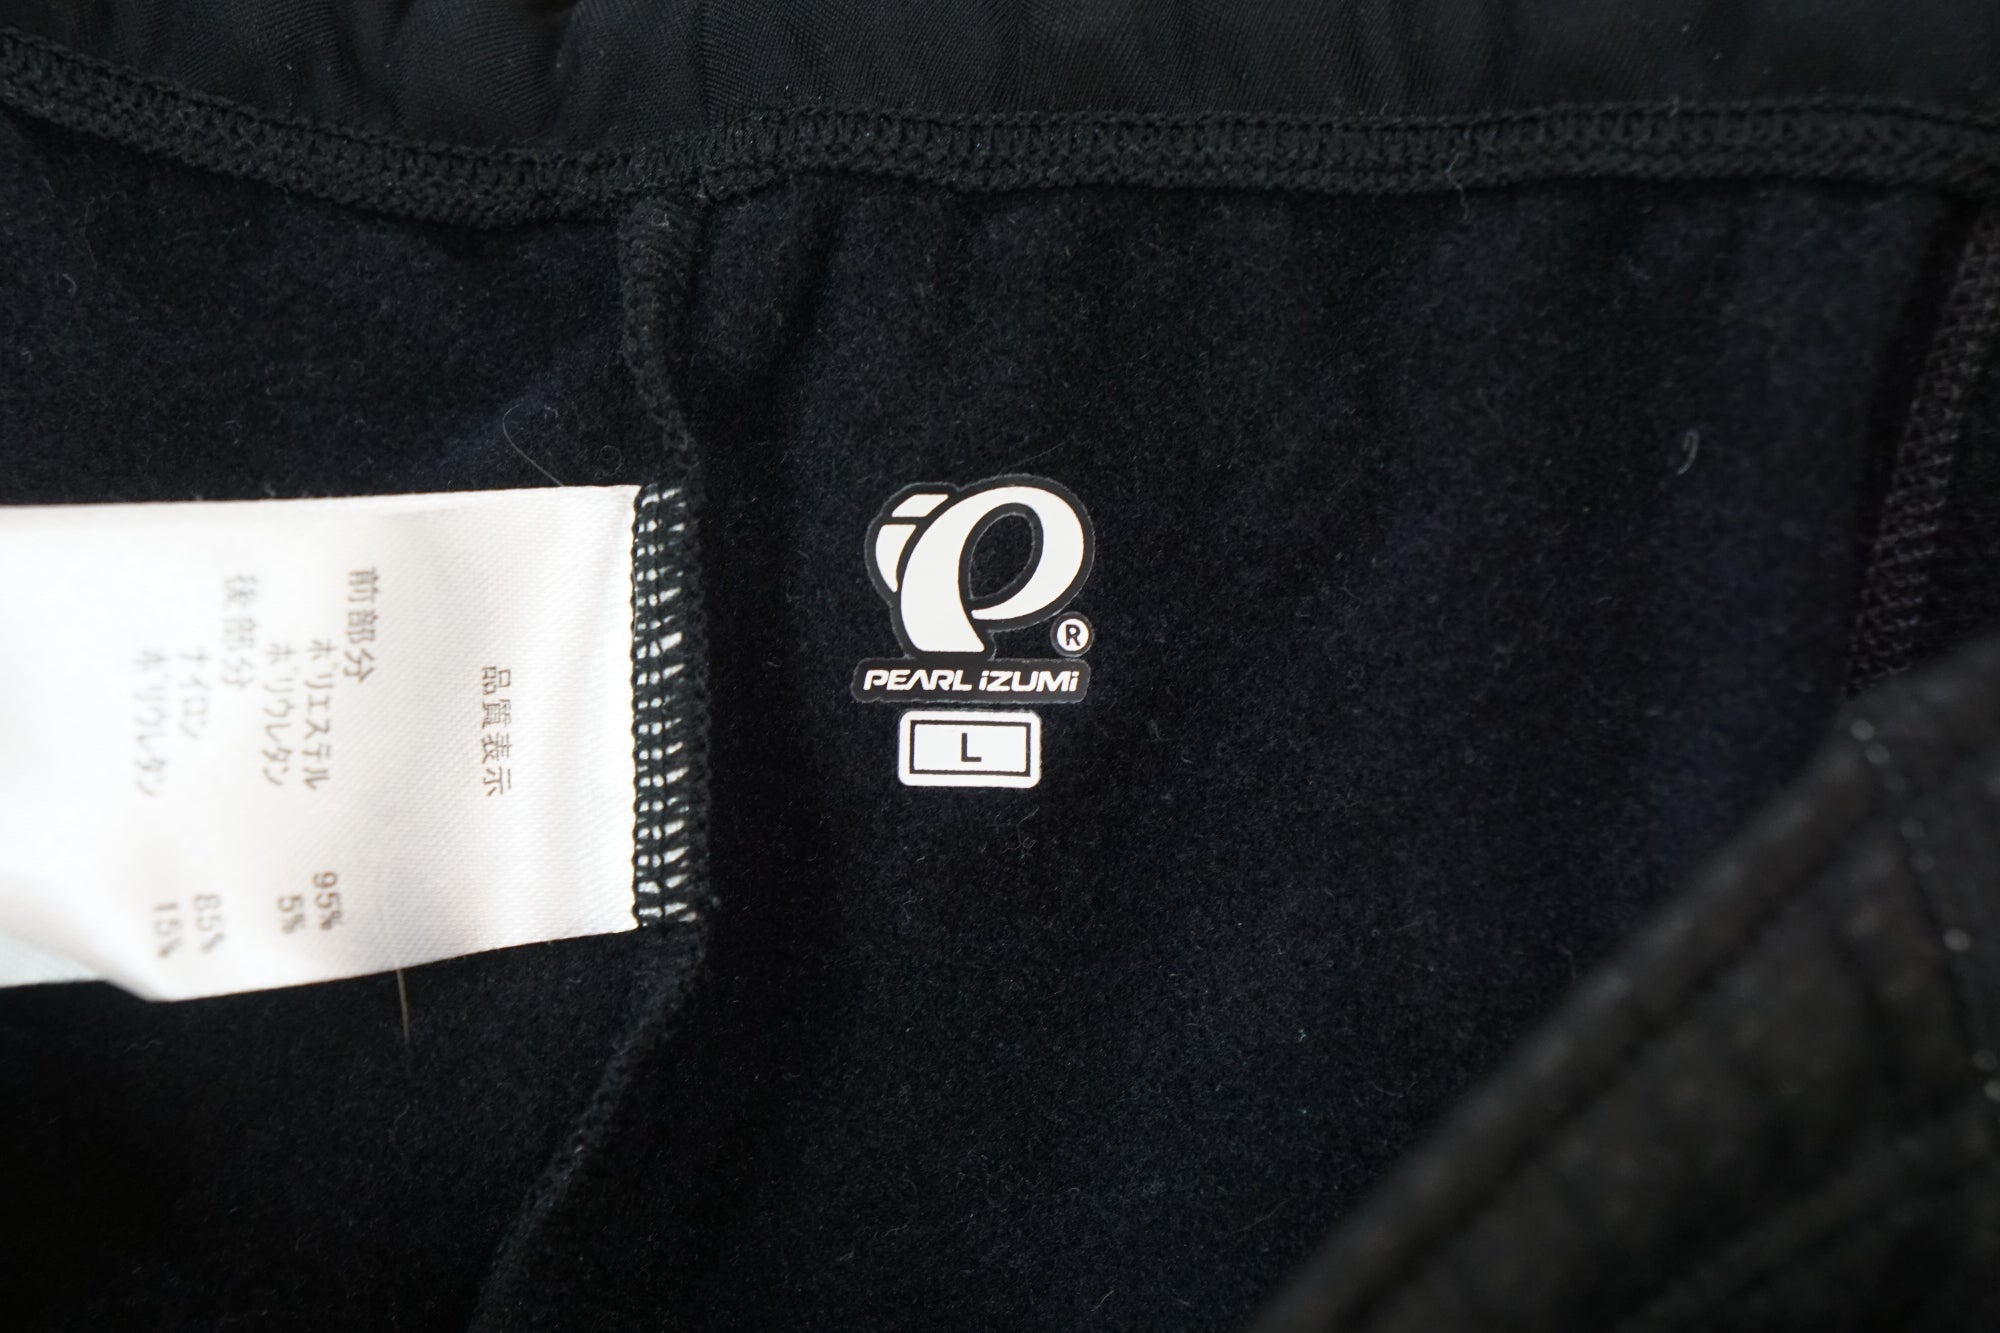 品質表示
前部分
ポリエステル 95%
ポリウレタン 5%
後部分
ナイロン 85%
ポリウレタン 15%
R
PEARL iZUMi
L